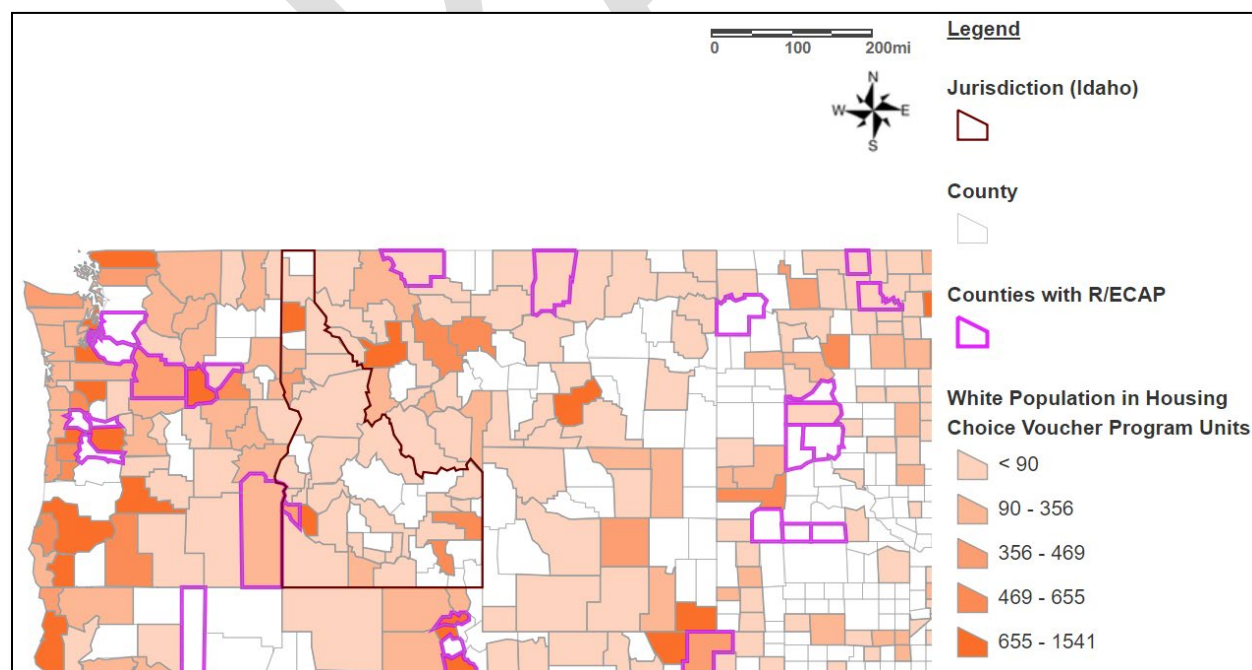 0 100 200mi
N
W E
S
Legend
Jurisdiction (Idaho)
County
Counties with R/ECAP
White Population in Housing
Choice Voucher Program Units
< 90
90 - 356
356 - 469
469 - 655
655 - 1541